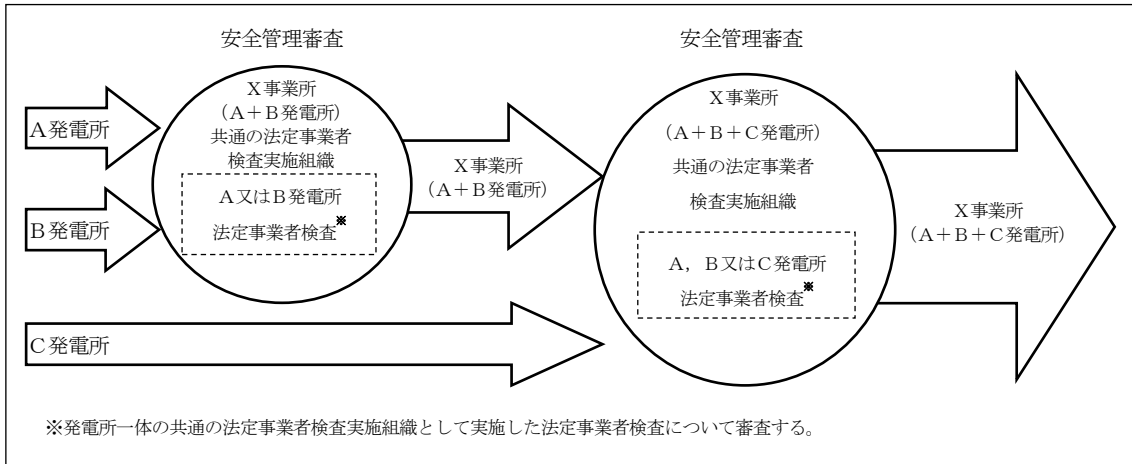 安全管理審査
安全管理審査
A発電所
B発電所
C発電所
X事業所
(A+B発電所)
共通の法定事業者
検査実施組織
A又はB発電所
法定事業者検査※
X事業所
(A+B発電所)
X事業所
(A+B+C発電所)
共通の法定事業者
検査実施組織
A,B又はC発電所
法定事業者検査※
X事業所
(A+B+C発電所)
※発電所一体の共通の法定事業者検査実施組織として実施した法定事業者検査について審査する。